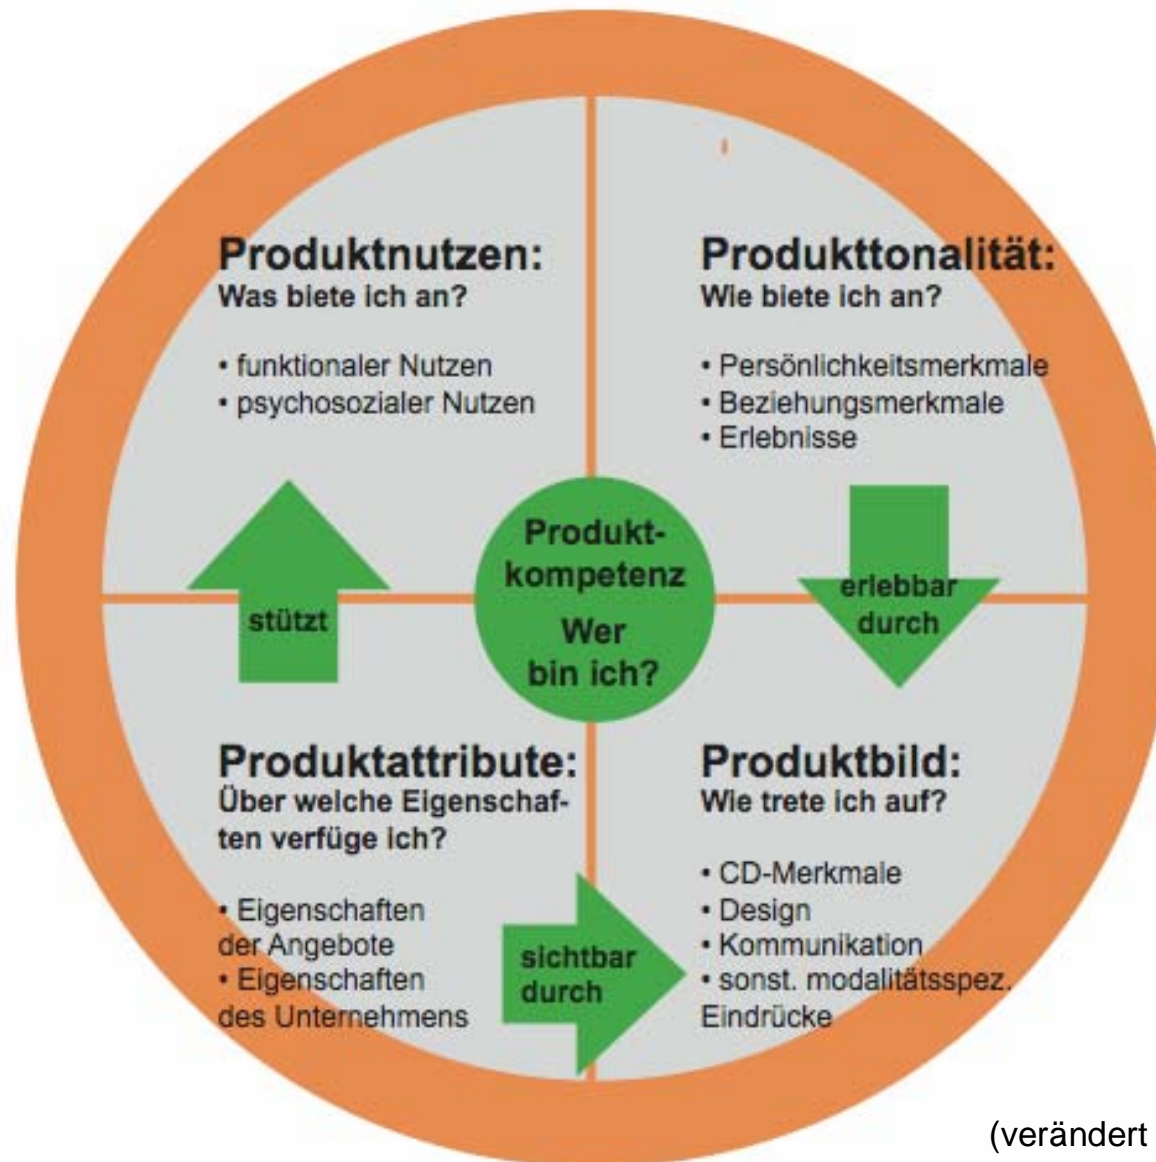 Produktnutzen:
Was biete ich an?
• funktionaler Nutzen
• psychosozialer Nutzen
Produkttonalität:
Wie biete ich an?
• Persönlichkeitsmerkmale
• Beziehungsmerkmale
• Erlebnisse
Produkt-
kompetenz
Wer
bin ich?
stützt
erlebbar
durch
Produktattribute:
Über welche Eigenschaf-
ten verfüge ich?
• Eigenschaften
der Angebote
• Eigenschaften
des Unternehmens
sichtbar
durch
Produktbild:
Wie trete ich auf?
• CD-Merkmale
• Design
• Kommunikation
• sonst. modalitätsspez.
Eindrücke
(verändert